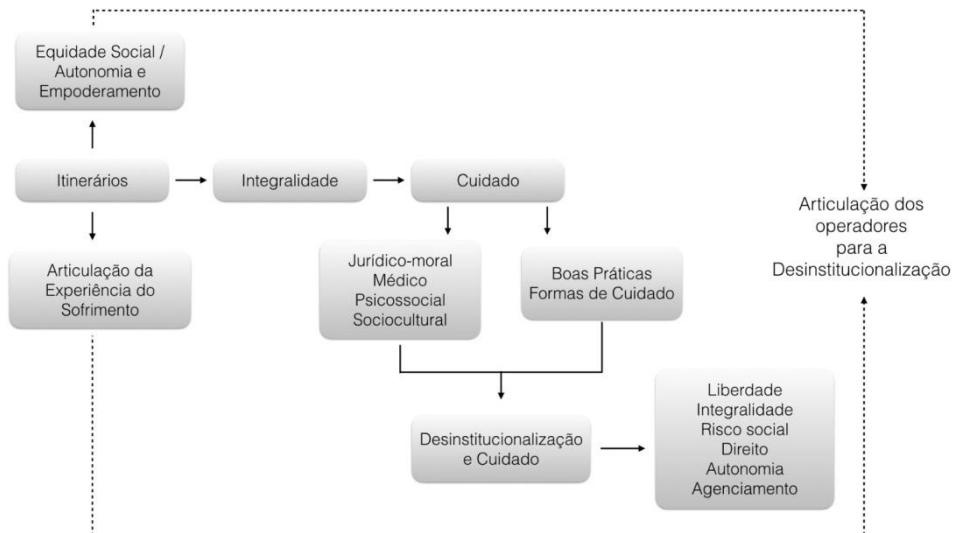 Equidade Social /
Autonomia e
Empoderamento
Itinerários
Integralidade
Cuidado
Articulação dos
operadores
para a
Desinstitucionalização
Articulação da
Experiência do
Sofrimento
Jurídico-moral
Médico
Psicossocial
Sociocultural
Boas Práticas
Formas de Cuidado
Desinstitucionalização
e Cuidado
Liberdade
Integralidade
Risco social
Direito
Autonomia
Agenciamento